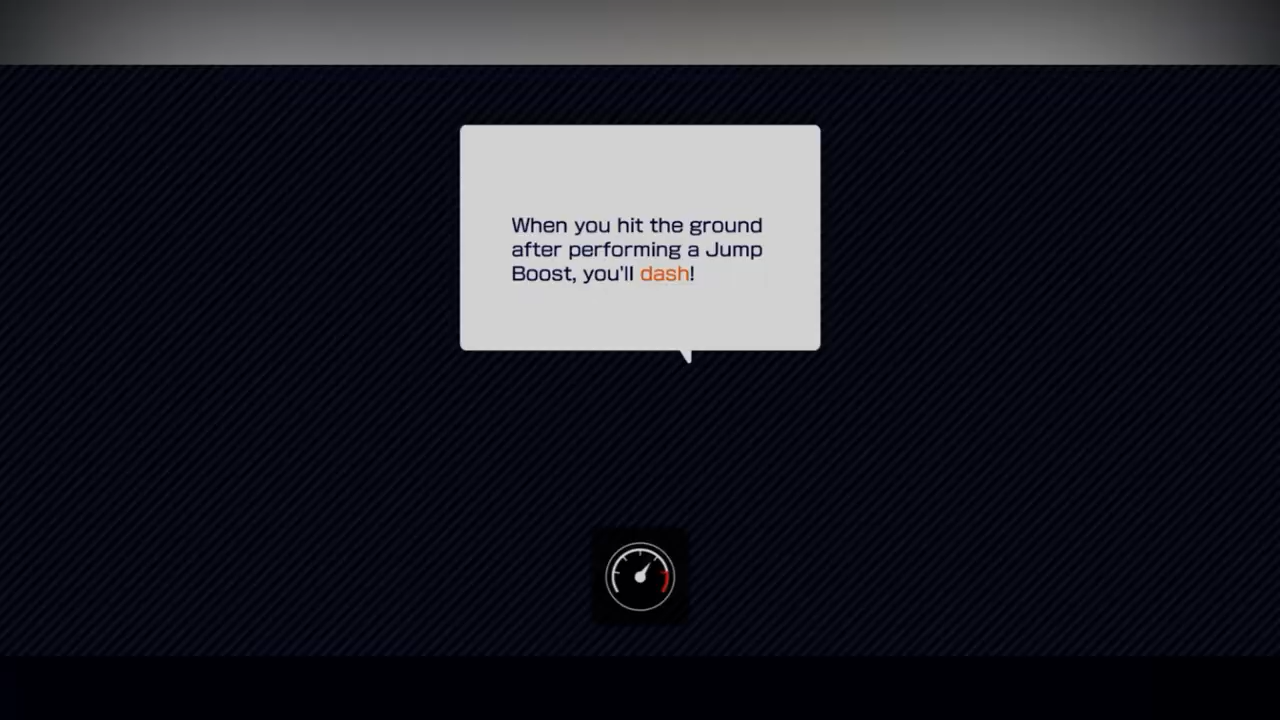 When you hit the ground
after performing a Jump
Boost, you'll dash!